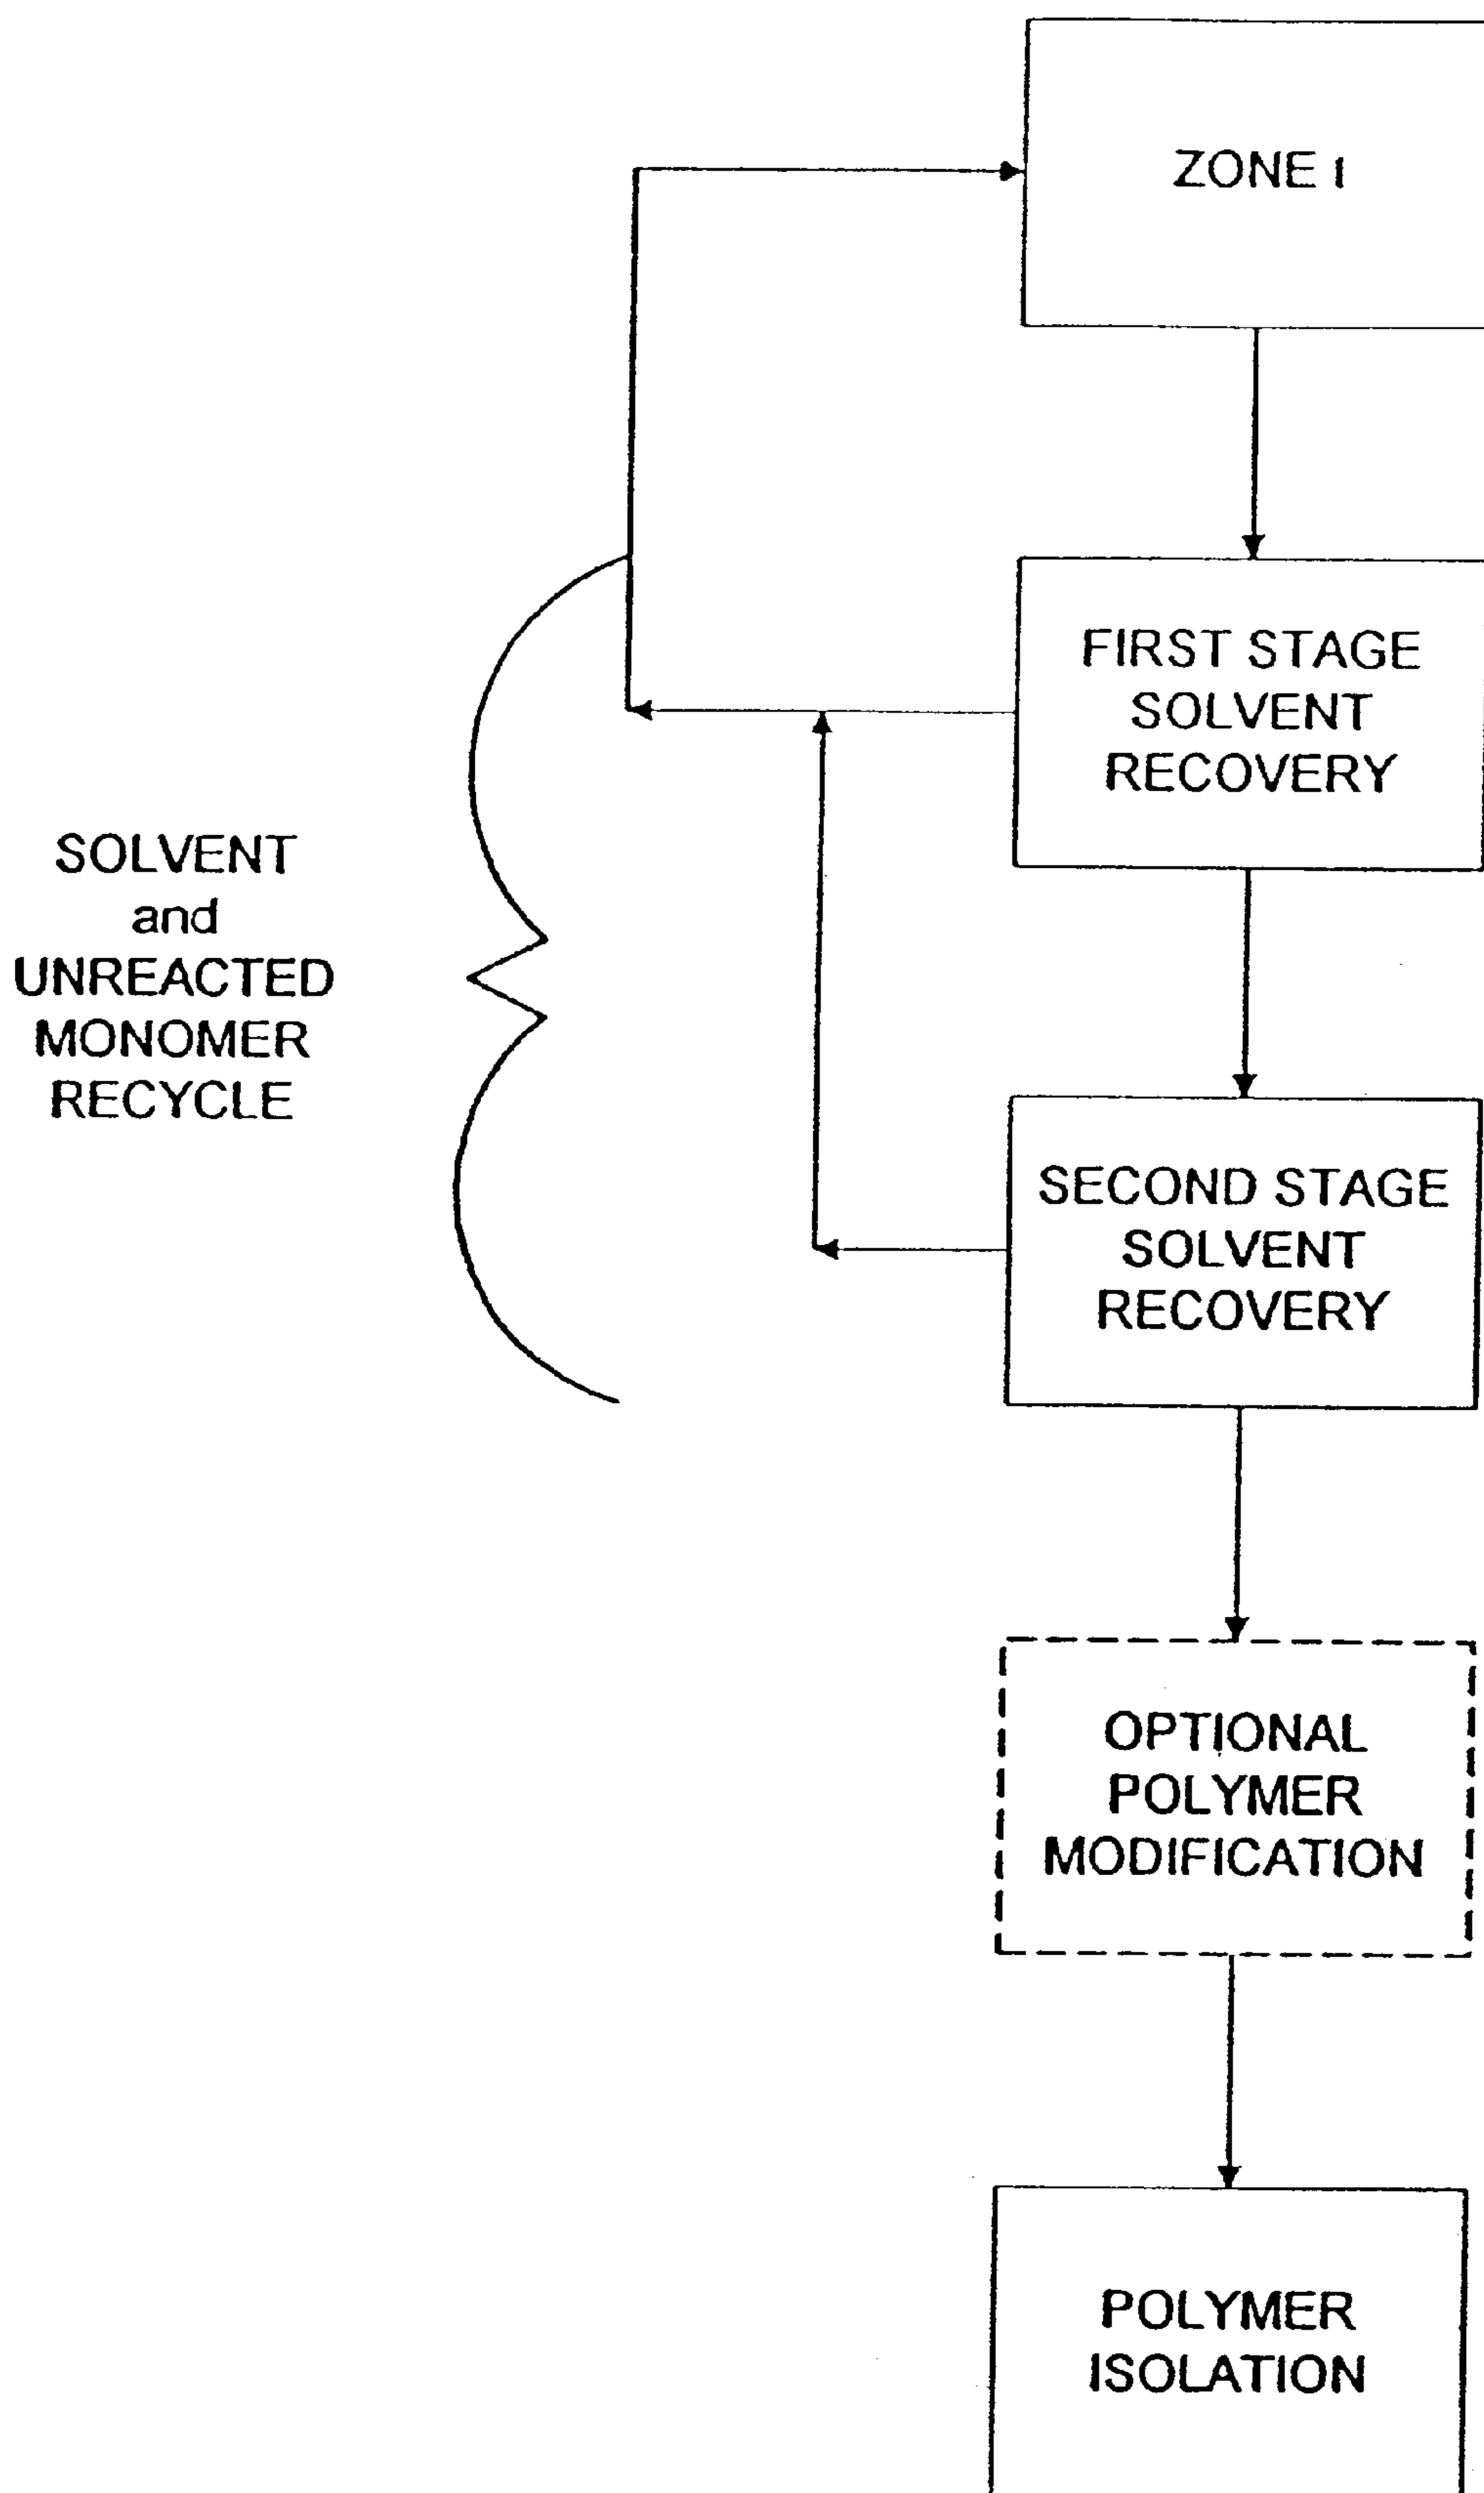 ZONE 1
FIRST STAGE
SOLVENT
RECOVERY
SOLVENT
and
UNREACTED
MONOMER
RECYCLE
SECOND STAGE
SOLVENT
RECOVERY
OPTIONAL
POLYMER
MODIFICATION
POLYMER
ISOLATION